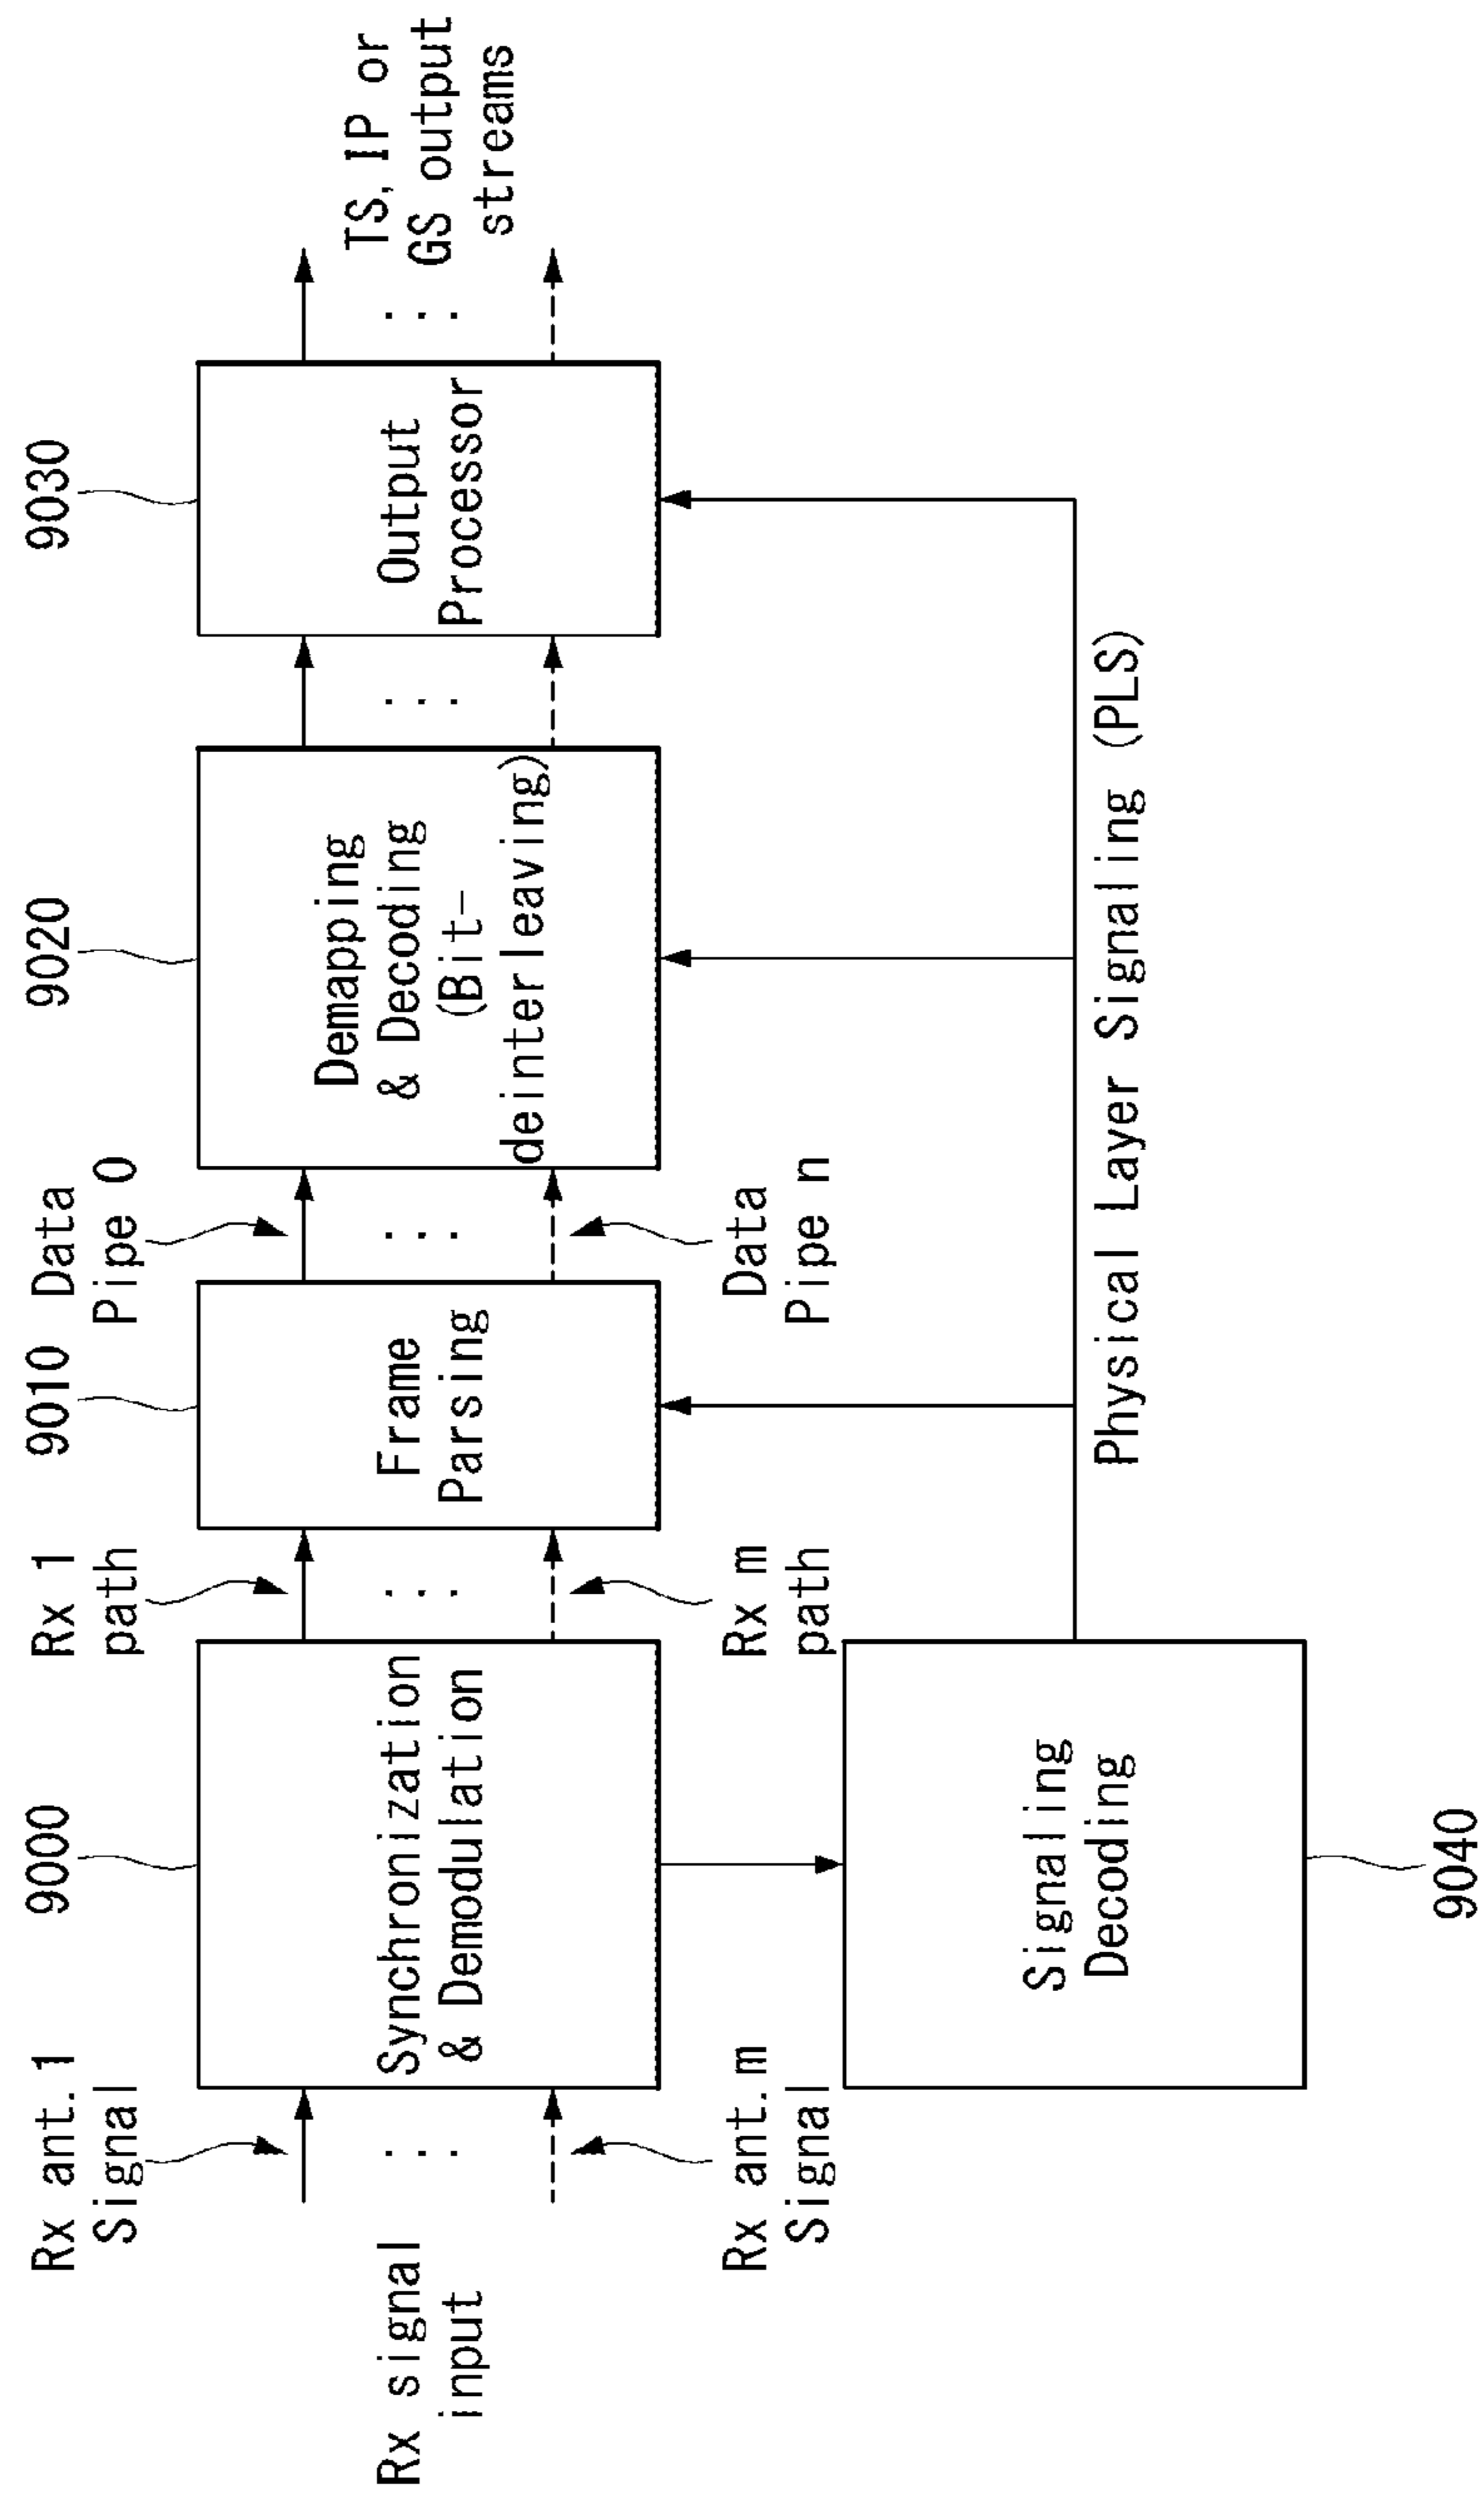 Rx signal
input
Rx ant.1
Signal
Rx ant.m
Signal
9000
Synchronization
& Demodulation
Rx 1
path
Rx m
path
9010
Frame
Parsing
Data
Pipe 0
Data
Pipe n
9020
Demapping
& Decoding
(Bit-
deinterleaving)
9030
Output
Processor
TS, IP or
GS output
streams
Signaling
Decoding
9040
Physical Layer Signaling (PLS)